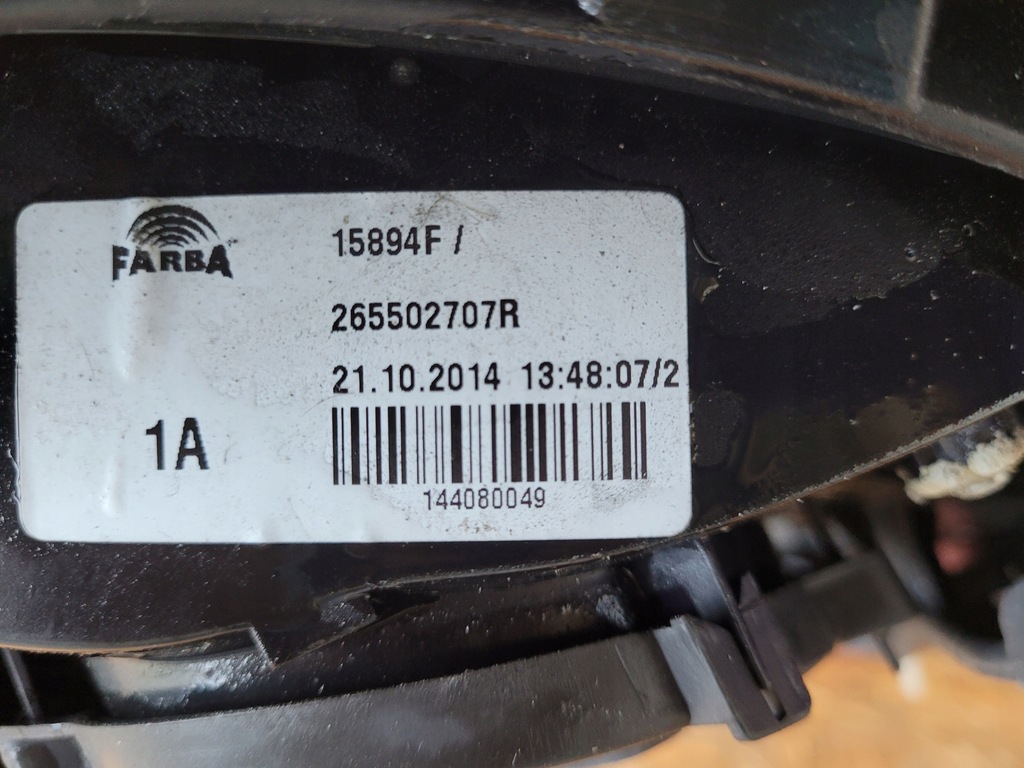 FARBA
15894F /
265502707R
21.10.2014 13:48:07/2
1A
144080049